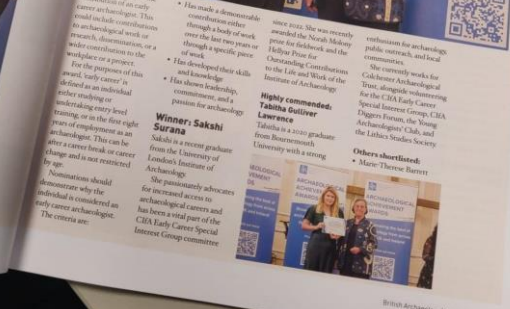 early career archaeologist. This
could include contributions
to archaeological work or
research, dissemination, or a
wider contribution to the
workplace or a project.
For the purposes of this
award, 'early career' is
defined as an individual
either studying or
undertaking entry level
training, or in the first eight
years of employment as an
archaeologist. This can be
after a career break or career
change and is not restricted
by age.
Nominations should
demonstrate why the
individual is considered an
early career archaeologist.
The criteria are:
• Has made a demonstrable
contribution either
through a body of work
over the last two years or
through a specific piece
of work
• Has developed their skills
and knowledge
• Has shown leadership,
commitment, and a
passion for archaeology
Winner: Sakshi
Surana
Sakshi is a recent graduate
from the University of
London's Institute of
Archaeology.
She passionately advocates
for increased access to
archaeological careers and
has been a vital part of the
CIfA Early Career Special
Interest Group committee
since 2022. She was recently
awarded the Norah Moloney
prize for fieldwork and the
Hellyar Prize for
Outstanding Contributions
to the Life and Work of the
Institute of Archaeology.
Highly commended:
Tabitha Gulliver
Lawrence
Tabitha is a 2020 graduate
from Bournemouth
University with a strong
enthusiasm for archaeology,
public outreach, and local
communities.
She currently works for
Colchester Archaeological
Trust, alongside volunteering
for the CIfA Early Career
Special Interest Group, CIfA
Diggers Forum, the Young
Archaeologists' Club, and
the Lithics Studies Society.
Others shortlisted:
• Marie-Therese Barrett
ARCHAEOLOGICAL
ACHIEVEMENT
AWARDS
ARCHAEOLOGICAL
ACHIEVEMENT
AWARDS
British